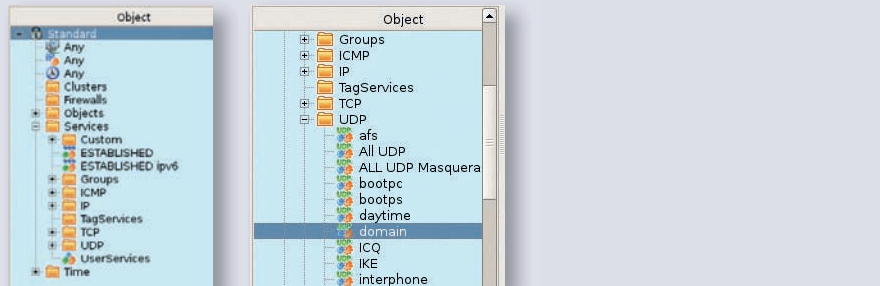 Object
Standard
Any
Any
Any
Clusters
Firewalls
Objects
Services
Custom
ESTABLISHED
ESTABLISHED ipv6
Groups
ICMP
IP
TagServices
TCP
UDP
UserServices
Time
Object
Groups
ICMP
IP
TagServices
TCP
UDP
afs
All UDP
ALL UDP Masquera
bootpc
bootps
daytime
domain
ICQ
IKE
interphone